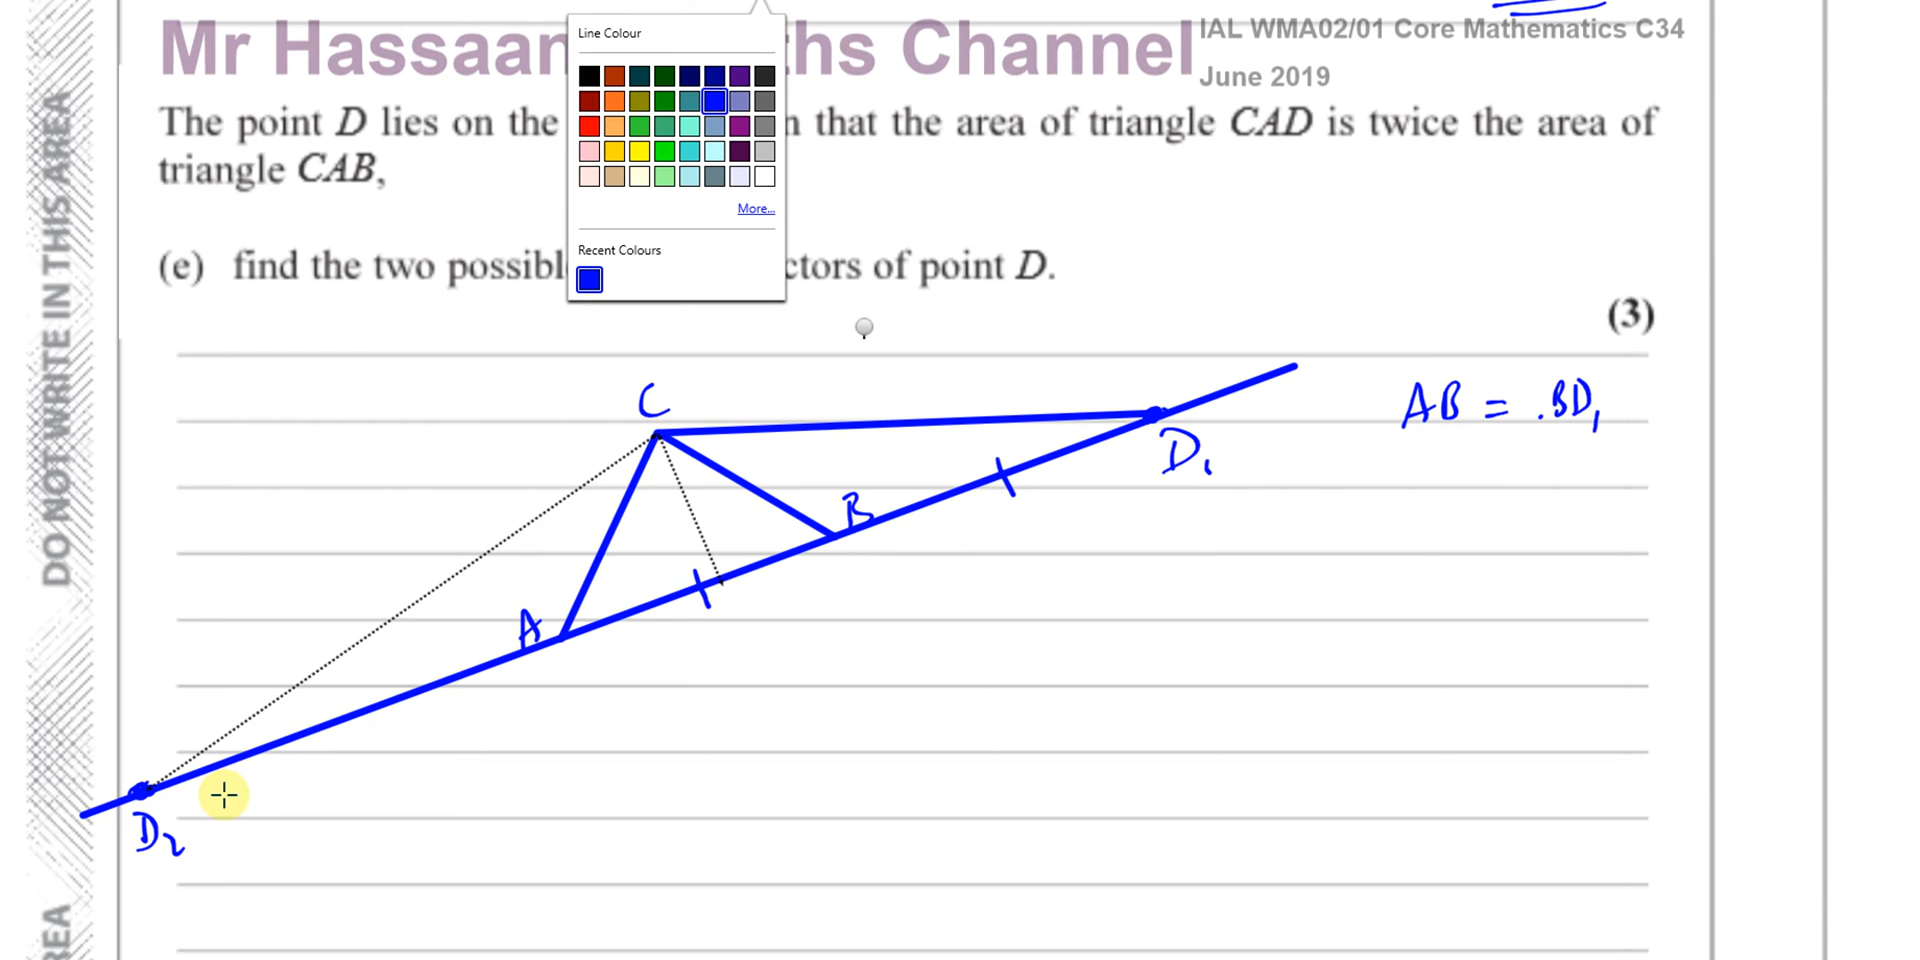 Line Colour
Mr Hassaan ths Channel
IAL WMA02/01 Core Mathematics C34
June 2019
The point D lies on the n that the area of triangle CAD is twice the area of
triangle CAB,
More...
Recent Colours
(e) find the two possibl ctors of point D.
(3)
C
AB = .BD1
D1
B
A
D2
DO NOT WRITE IN THIS AREA
REA